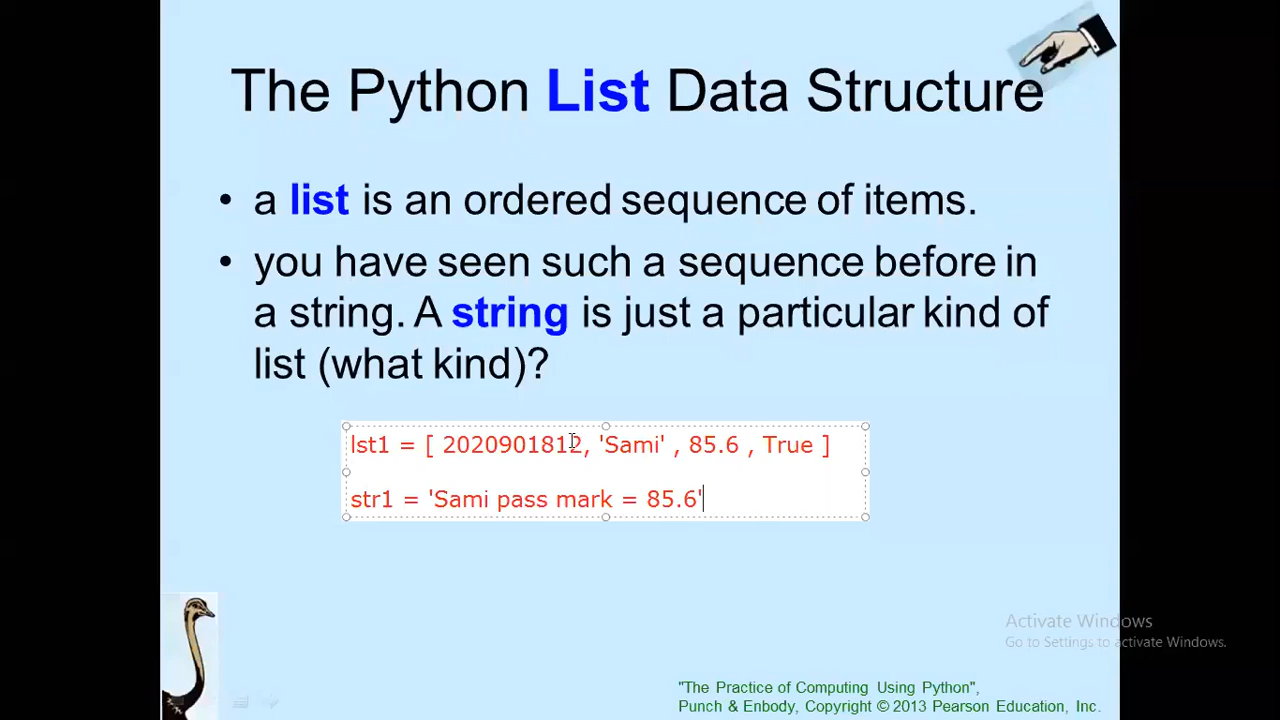 The Python List Data Structure
• a list is an ordered sequence of items.
• you have seen such a sequence before in
a string. A string is just a particular kind of
list (what kind)?
lst1 = [ 2020901812, 'Sami' , 85.6 , True ]
str1 = 'Sami pass mark = 85.6'
Activate Windows
Go to Settings to activate Windows.
"The Practice of Computing Using Python",
Punch & Enbody, Copyright © 2013 Pearson Education, Inc.